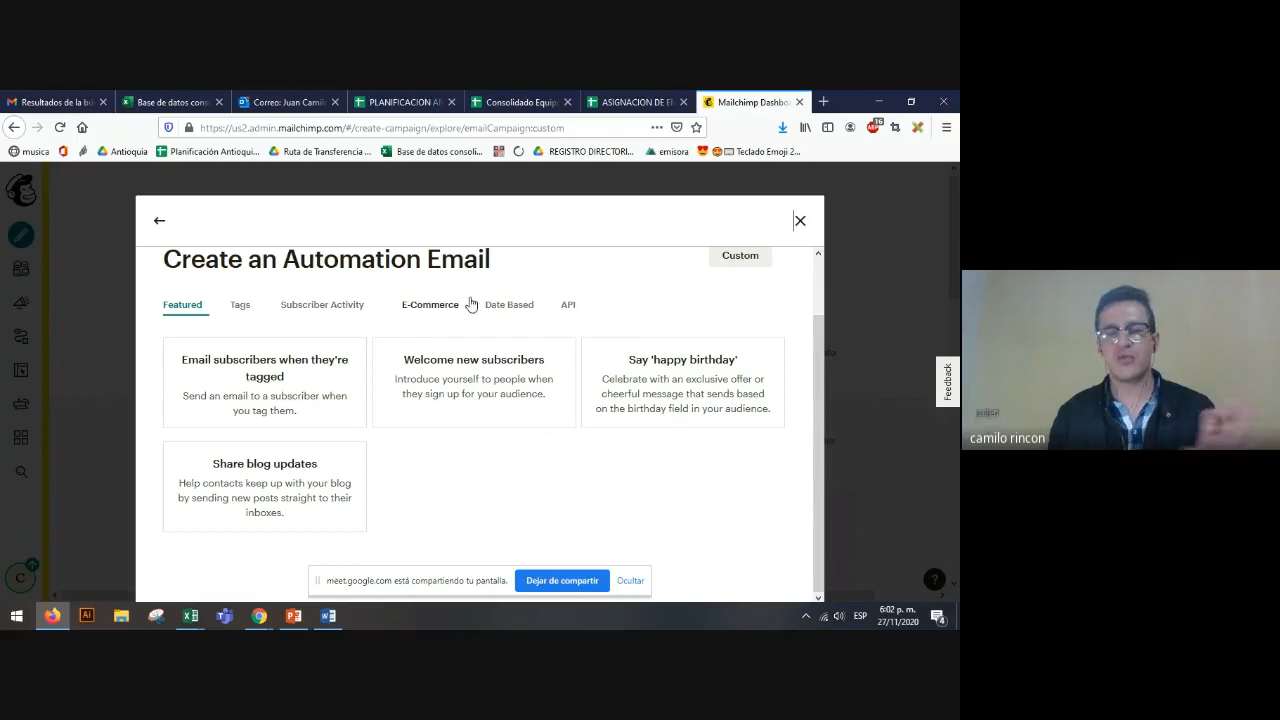 Resultados de la bú
Base de datos cons
Correo: Juan Camil
PLANIFICACION AN
Consolidado Equip
ASIGNACION DE EN
Mailchimp Dashbo
https://us2.admin.mailchimp.com/#/create-campaign/explore/emailCampaign:custom
musica
Antioquia
Planificación Antioqui...
Ruta de Transferencia ...
Base de datos consoli...
REGISTRO DIRECTORI...
emisora
Teclado Emoji 2...
Create an Automation Email
Custom
Featured
Tags
Subscriber Activity
E-Commerce
Date Based
API
Email subscribers when they're
tagged
Send an email to a subscriber when
you tag them.
Welcome new subscribers
Introduce yourself to people when
they sign up for your audience.
Say 'happy birthday'
Celebrate with an exclusive offer or
cheerful message that sends based
on the birthday field in your audience.
Share blog updates
Help contacts keep up with your blog
by sending new posts straight to their
inboxes.
Feedback
C
?
meet.google.com está compartiendo tu pantalla.
Dejar de compartir
Ocultar
Ai
ESP
6:02 p. m.
27/11/2020
4
camilo rincon